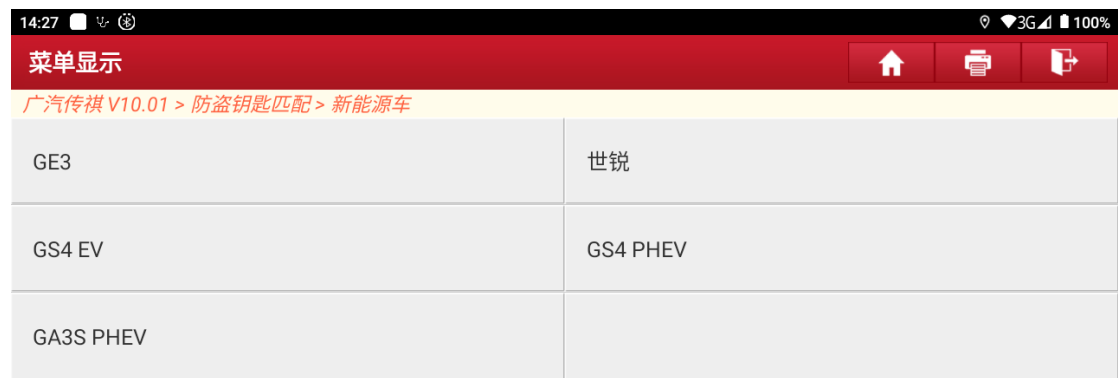 14:27 3G 100%
菜单显示
广汽传祺 V10.01 > 防盗钥匙匹配 > 新能源车
GE3 世锐
GS4 EV GS4 PHEV
GA3S PHEV